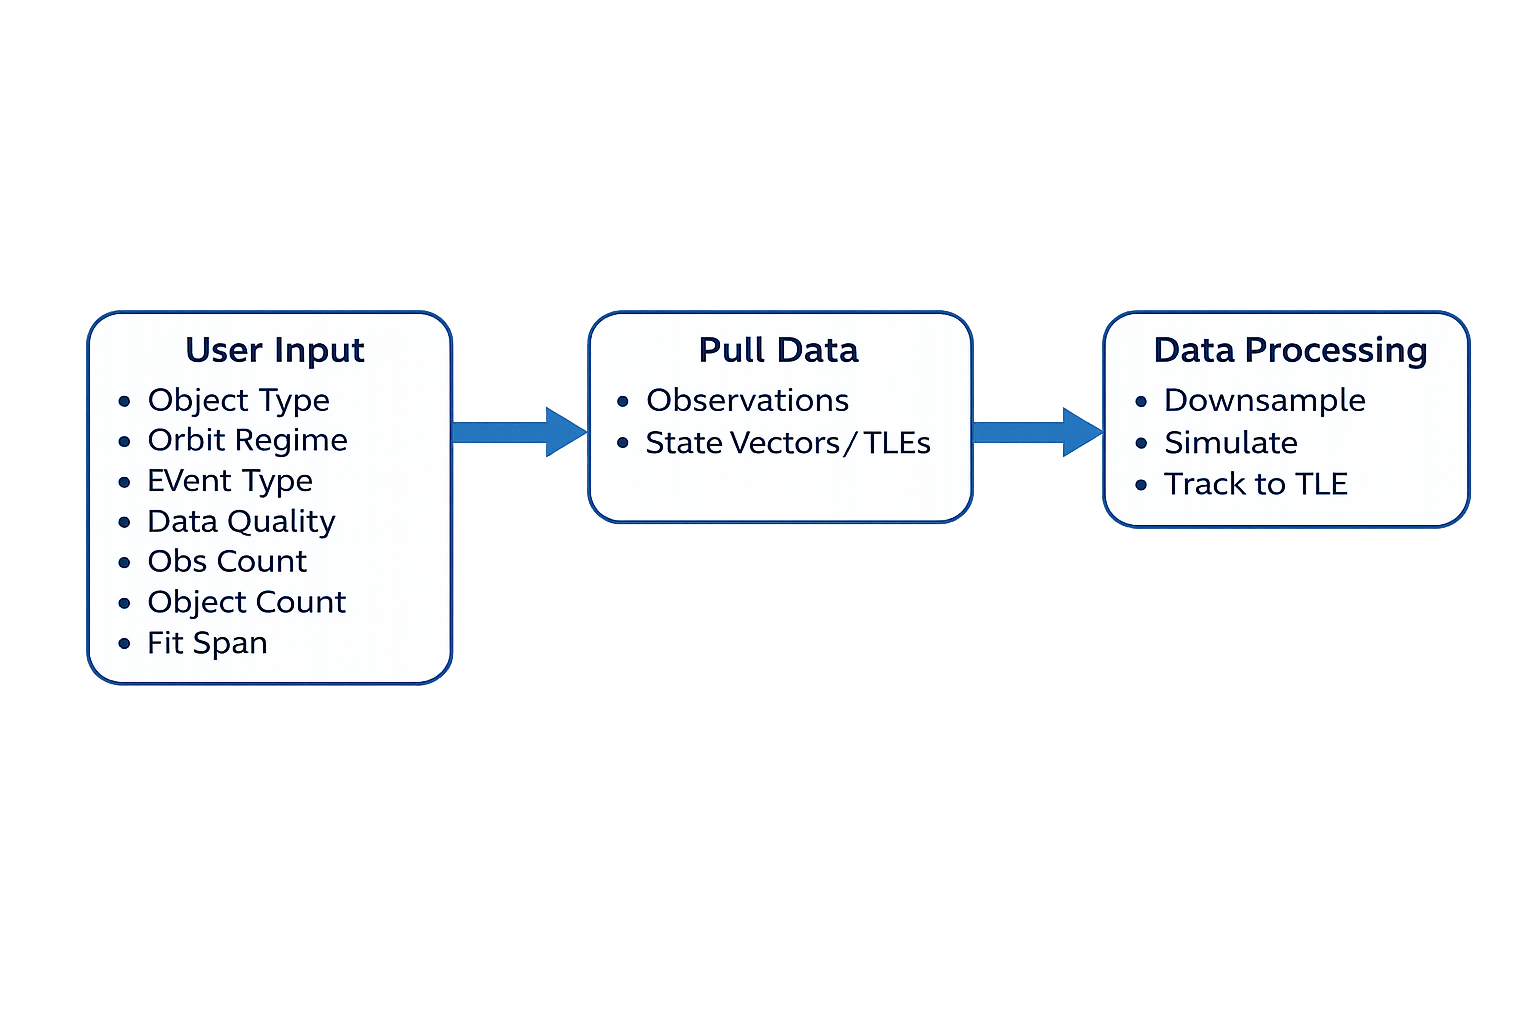 User Input
• Object Type
• Orbit Regime
• EVent Type
• Data Quality
• Obs Count
• Object Count
• Fit Span
Pull Data
• Observations
• State Vectors / TLEs
Data Processing
• Downsample
• Simulate
• Track to TLE